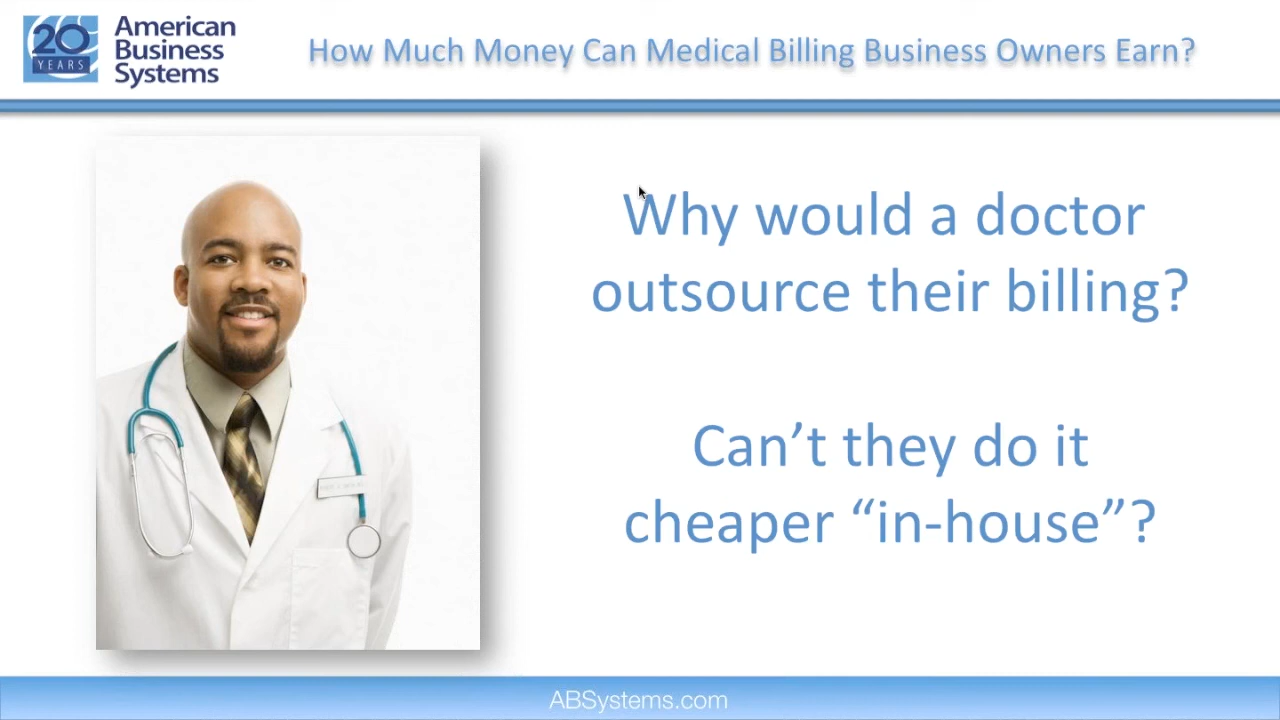 20
YEARS
American
Business
Systems
How Much Money Can Medical Billing Business Owners Earn?
Why would a doctor
outsource their billing?
Can’t they do it
cheaper “in-house”?
ABSystems.com